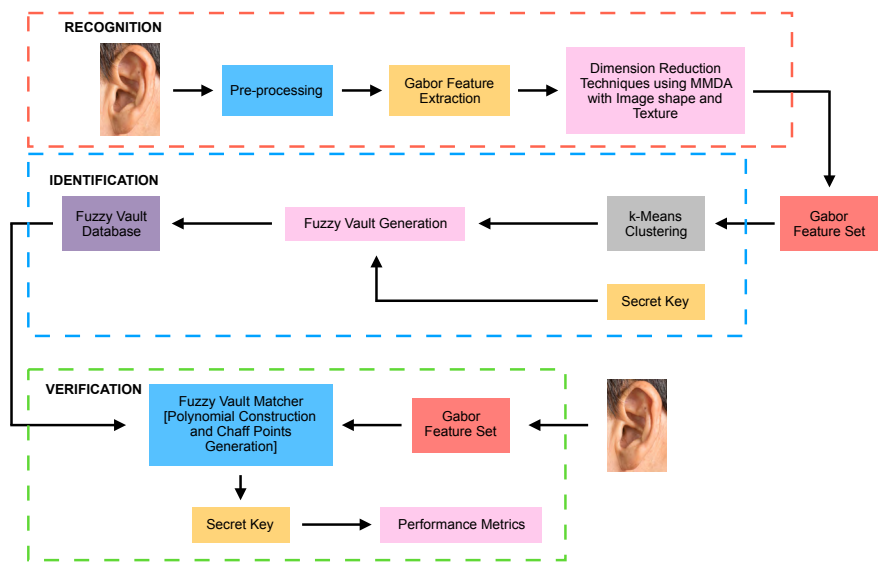 RECOGNITION
Pre-processing
Gabor Feature
Extraction
Dimension Reduction
Techniques using MMDA
with Image shape and
Texture
IDENTIFICATION
Fuzzy Vault
Database
Fuzzy Vault Generation
k-Means
Clustering
Gabor
Feature Set
Secret Key
VERIFICATION
Fuzzy Vault Matcher
[Polynomial Construction
and Chaff Points
Generation]
Gabor
Feature Set
Secret Key
Performance Metrics